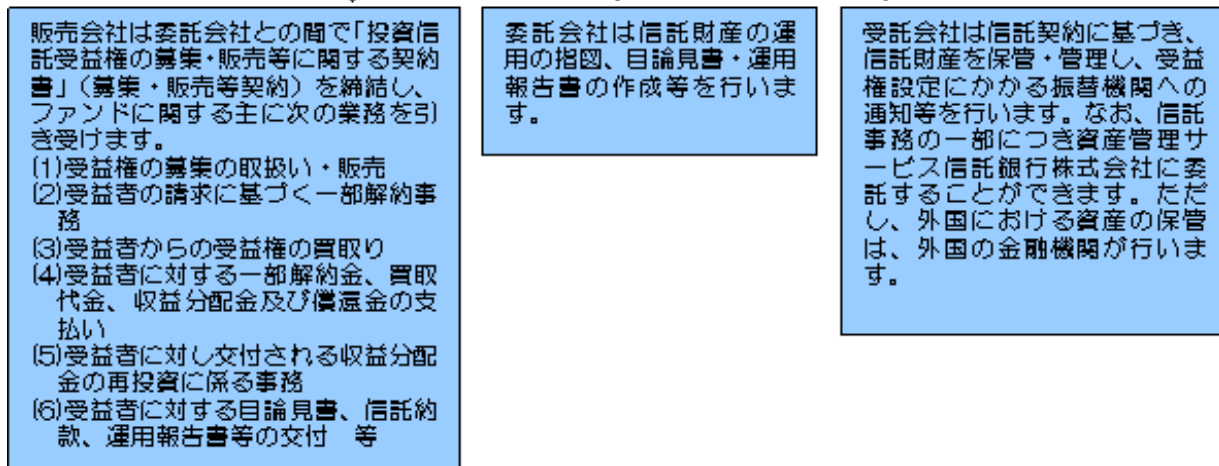 販売会社は委託会社との間で「投資信
託受益権の募集・販売等に関する契約
書」（募集・販売等契約）を締結し、
ファンドに関する主に次の業務を引
き受けます。
(1)受益権の募集の取扱い・販売
(2)受益者の請求に基づく一部解約事
務
(3)受益者からの受益権の買取り
(4)受益者に対する一部解約金、買取
代金、収益分配金及び償還金の支
払い
(5)受益者に対し交付される収益分配
金の再投資に係る事務
(6)受益者に対する目論見書、信託約
款、運用報告書等の交付　等
委託会社は信託財産の運
用の指図、目論見書・運用
報告書の作成等を行いま
す。
受託会社は信託契約に基づき、
信託財産を保管・管理し、受益
権設定にかかる振替機関への
通知等を行います。なお、信託
事務の一部につき資産管理サ
ービス信託銀行株式会社に委
託することができます。ただ
し、外国における資産の保管
は、外国の金融機関が行いま
す。